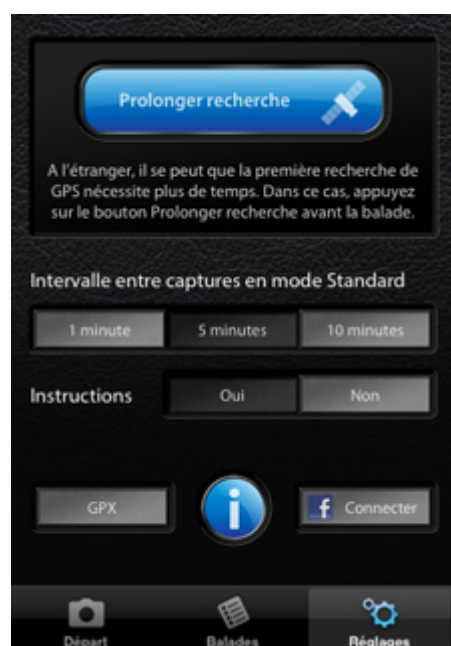 Prolonger recherche
A l'étranger, il se peut que la première recherche de
GPS nécessite plus de temps. Dans ce cas, appuyez
sur le bouton Prolonger recherche avant la balade.
Intervalle entre captures en mode Standard
1 minute 5 minutes 10 minutes
Instructions Oui Non
GPX i f Connecter
Départ Balades Réglages